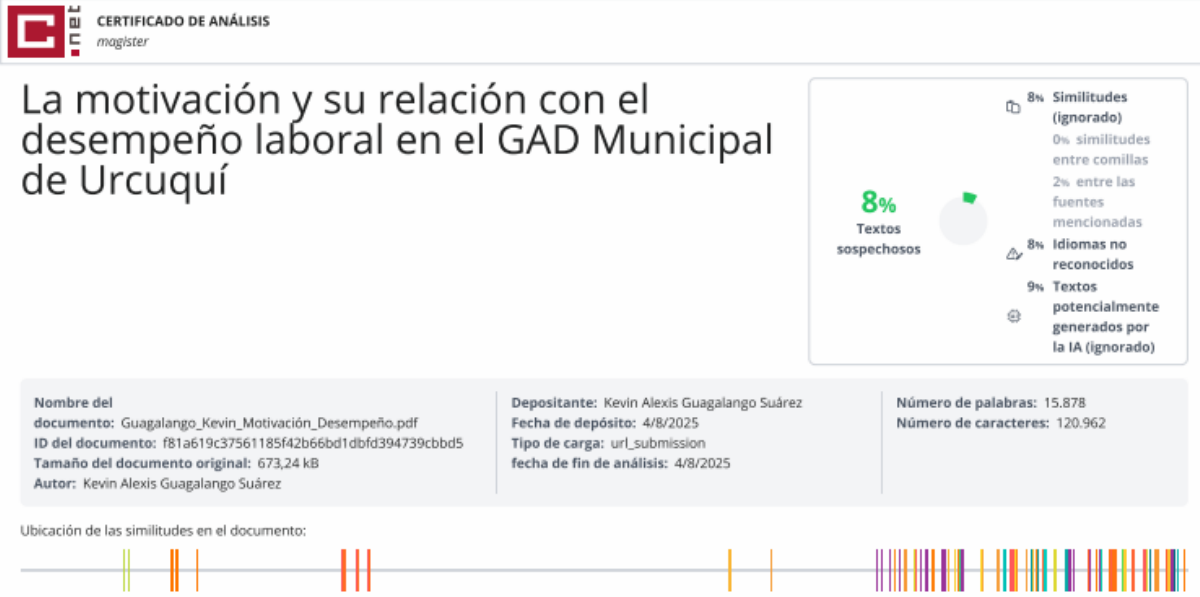 C
.net
CERTIFICADO DE ANÁLISIS
magister
La motivación y su relación con el
desempeño laboral en el GAD Municipal
de Urcuquí
8%
Textos
sospechosos
8% Similitudes
(ignorado)
0% similitudes
entre comillas
2% entre las
fuentes
mencionadas
8% Idiomas no
reconocidos
9% Textos
potencialmente
generados por
la IA (ignorado)
Nombre del
documento: Guagalango_Kevin_Motivación_Desempeño.pdf
ID del documento: f81a619c37561185f42b66bd1dbfd394739cbbd5
Tamaño del documento original: 673,24 kB
Autor: Kevin Alexis Guagalango Suárez
Depositante: Kevin Alexis Guagalango Suárez
Fecha de depósito: 4/8/2025
Tipo de carga: url_submission
fecha de fin de análisis: 4/8/2025
Número de palabras: 15.878
Número de caracteres: 120.962
Ubicación de las similitudes en el documento: